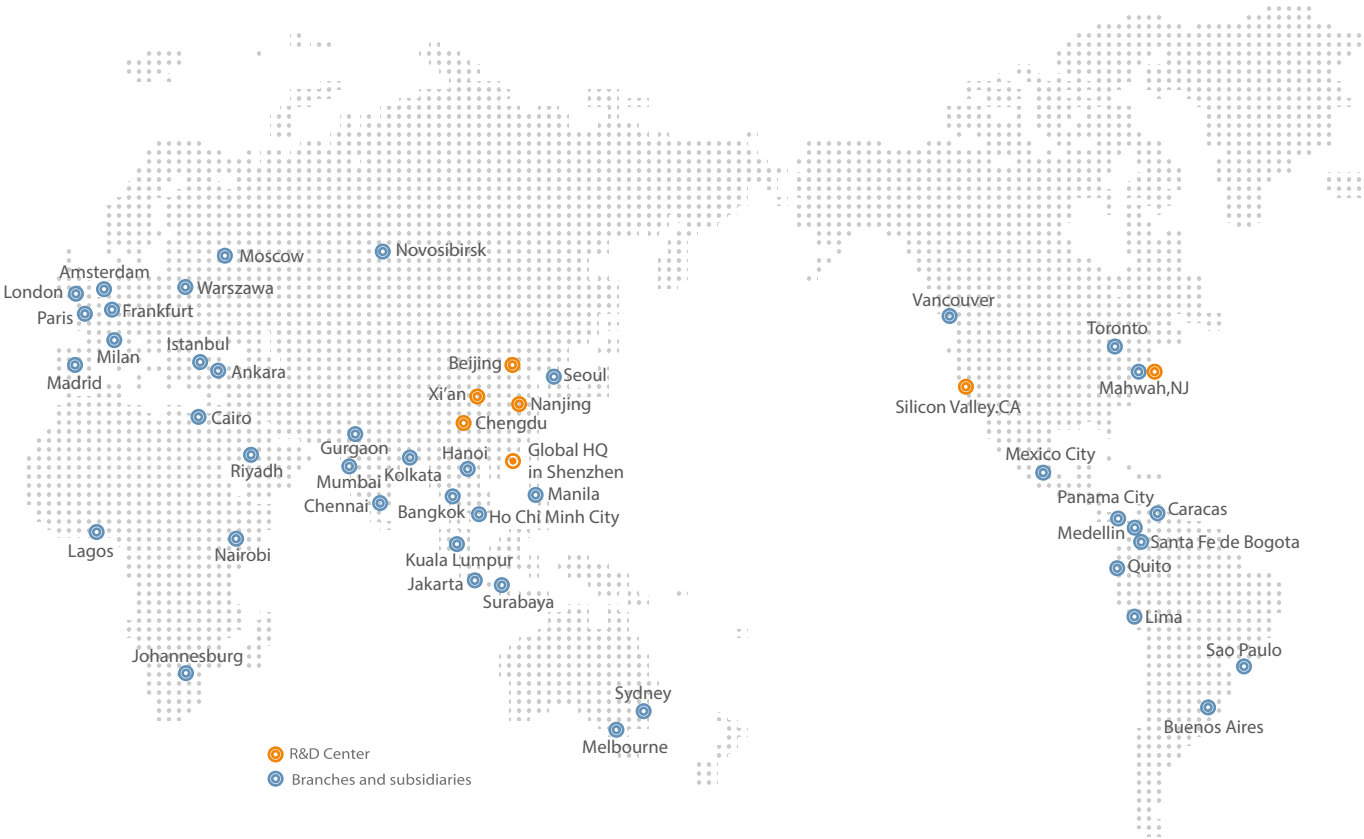 Moscow
Novosibirsk
Amsterdam
London
Warszawa
Paris
Frankfurt
Milan
Istanbul
Madrid
Ankara
Cairo
Riyadh
Lagos
Nairobi
Johannesburg
Beijing
Seoul
Xi'an
Nanjing
Chengdu
Gurgaon
Hanoi
Global HQ
in Shenzhen
Mumbai
Kolkata
Chennai
Bangkok
Manila
Ho Chi Minh City
Kuala Lumpur
Jakarta
Surabaya
Sydney
Melbourne
Vancouver
Toronto
Mahwah,NJ
Silicon Valley.CA
Mexico City
Panama City
Caracas
Medellin
Santa Fe de Bogota
Quito
Lima
Sao Paulo
Buenos Aires
R&D Center
Branches and subsidiaries